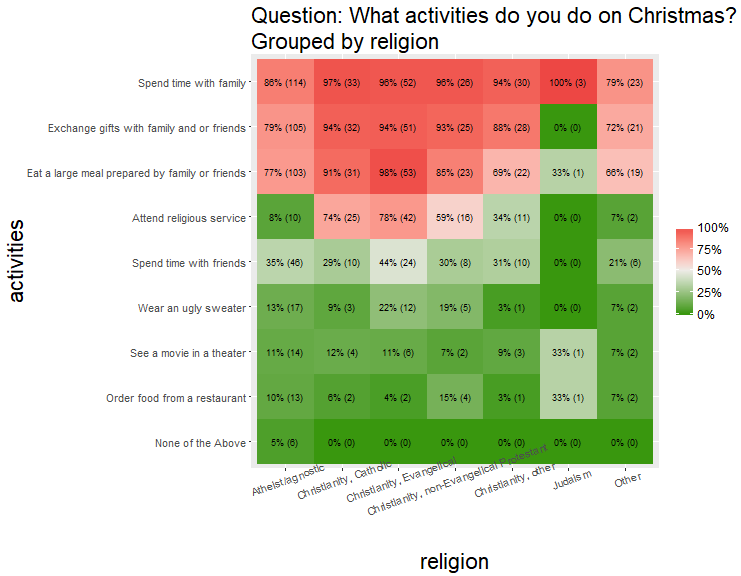 Question: What activities do you do on Christmas?
Grouped by religion
Spend time with family 86% (114) 97% (33) 96% (52) 96% (26) 94% (30) 100% (3) 79% (23)
Exchange gifts with family and or friends 79% (105) 94% (32) 94% (51) 93% (25) 88% (28) 0% (0) 72% (21)
Eat a large meal prepared by family or friends 77% (103) 91% (31) 98% (53) 85% (23) 69% (22) 33% (1) 66% (19)
Attend religious service 8% (10) 74% (25) 78% (42) 59% (16) 34% (11) 0% (0) 7% (2)
Spend time with friends 35% (46) 29% (10) 44% (24) 30% (8) 31% (10) 0% (0) 21% (6)
Wear an ugly sweater 13% (17) 9% (3) 22% (12) 19% (5) 3% (1) 0% (0) 7% (2)
See a movie in a theater 11% (14) 12% (4) 11% (6) 7% (2) 9% (3) 33% (1) 7% (2)
Order food from a restaurant 10% (13) 6% (2) 4% (2) 15% (4) 3% (1) 33% (1) 7% (2)
None of the Above 5% (6) 0% (0) 0% (0) 0% (0) 0% (0) 0% (0) 0% (0)
Atheist/agnostic
Christianity, Catholic
Christianity, Evangelical
Christianity, non-Evangelical Protestant
Christianity, other
Judaism
Other
religion
activities
100%
75%
50%
25%
0%